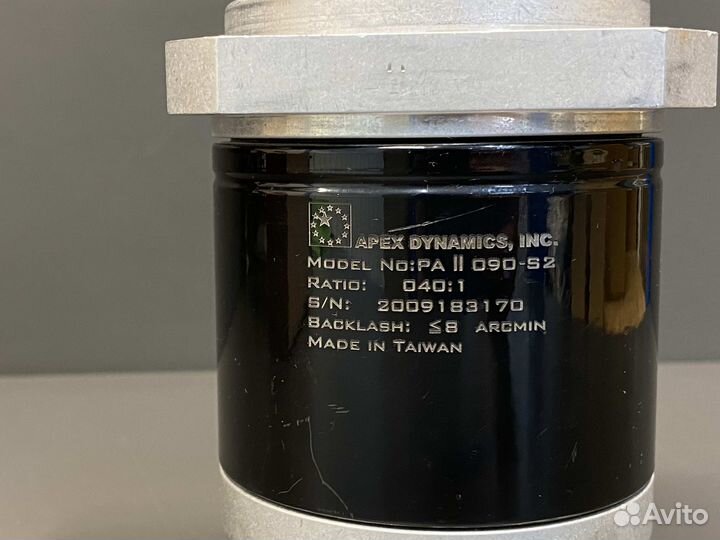 APEX DYNAMICS, INC.
MODEL NO:PA II 090-S2
RATIO: 040:1
S/N: 2009183170
BACKLASH: ≦8 ARCMIN
MADE IN TAIWAN
Avito